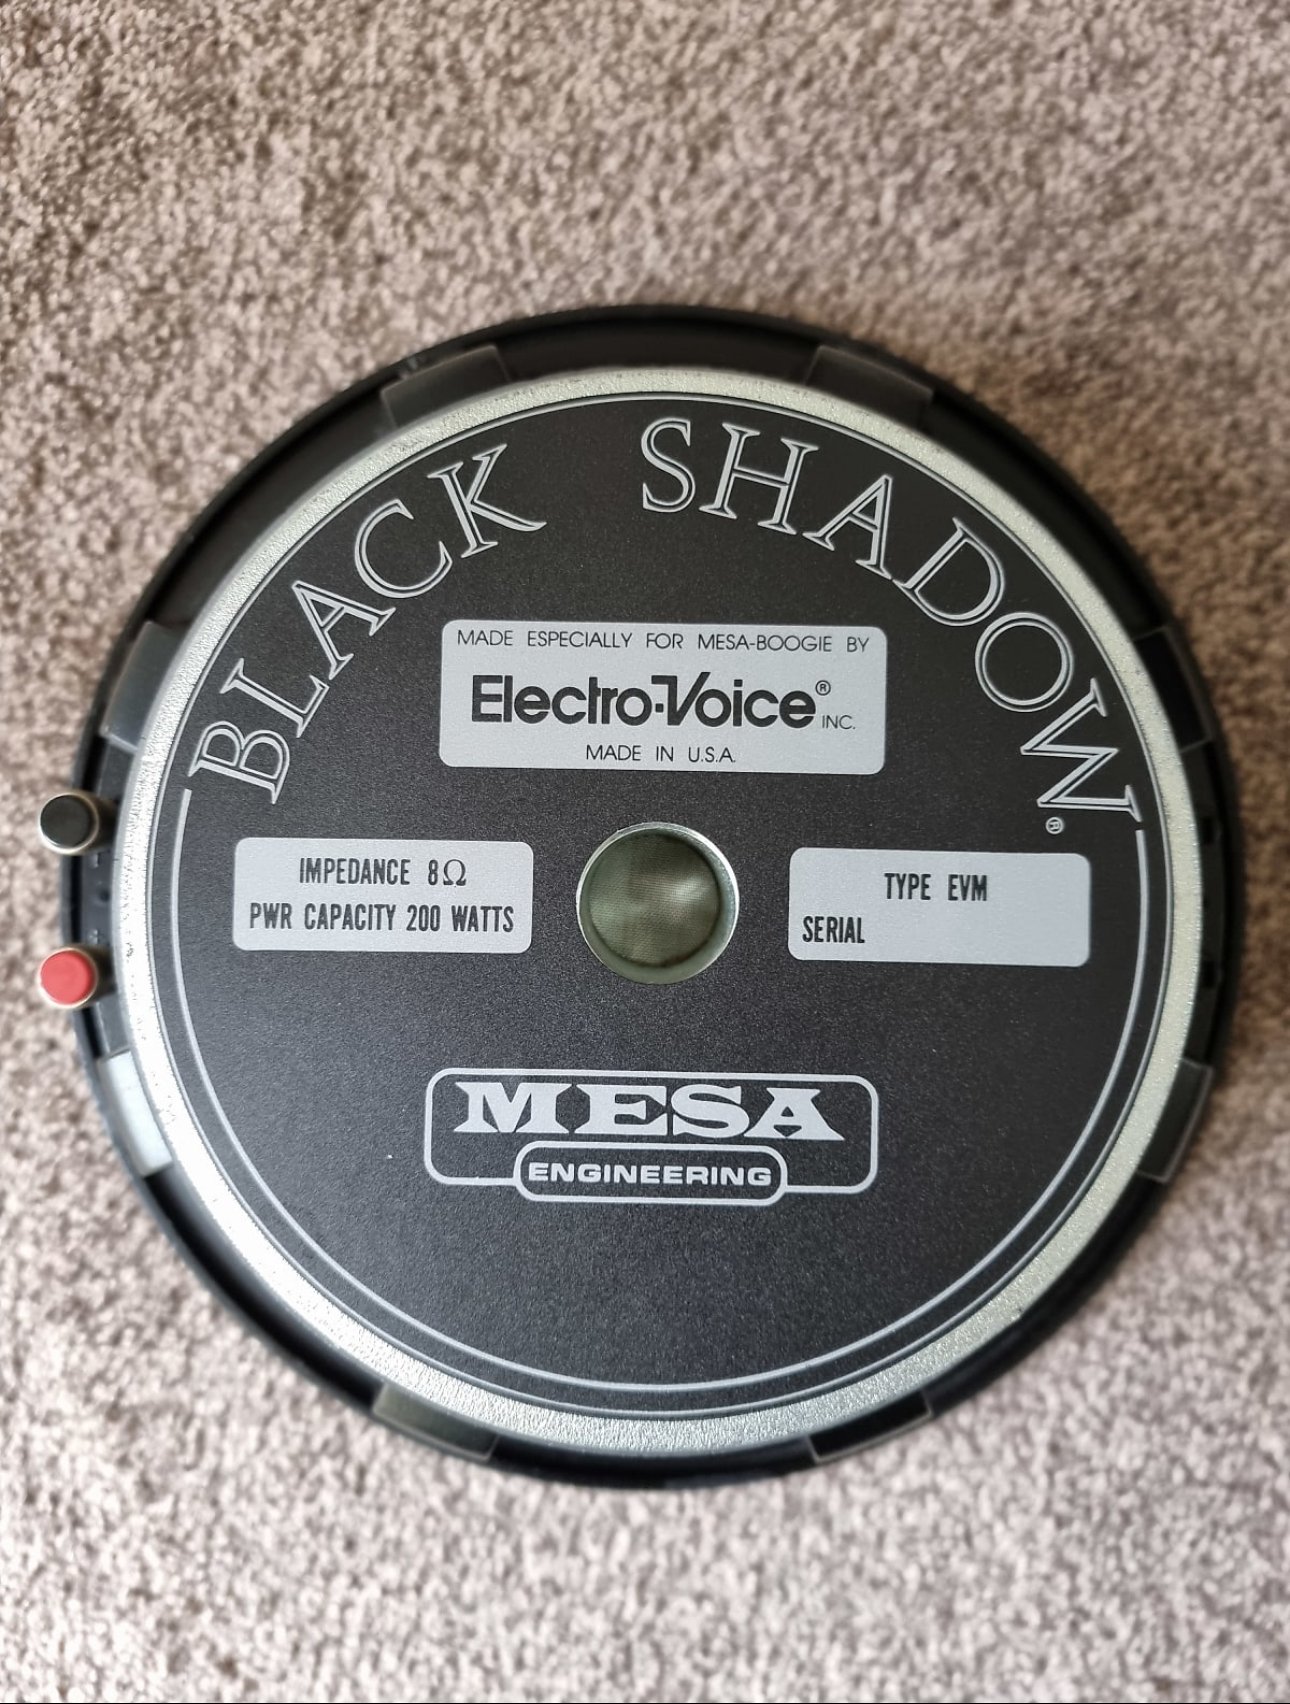 BLACK SHADOW®
MADE ESPECIALLY FOR MESA-BOOGIE BY
Electro-Voice®
INC.
MADE IN U.S.A.
IMPEDANCE 8Ω
PWR CAPACITY 200 WATTS
TYPE EVM
SERIAL
MESA
ENGINEERING